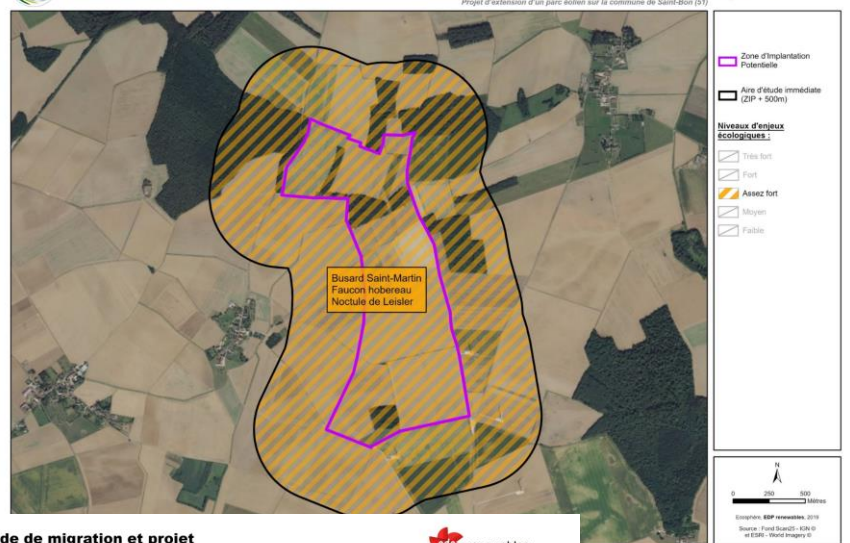 Projet d'extension d'un parc éolien sur la commune de Saint-Bon (51)
Zone d'Implantation
Potentielle
Aire d'étude immédiate
(ZIP + 500m)
Niveaux d'enjeux
écologiques :
Très fort
Fort
Assez fort
Moyen
Faible
Busard Saint-Martin
Faucon hobereau
Noctule de Leisler
N
0 250 500
Mètres
Ecosphère, EDP renewables, 2019
Source : Fond Scan25 - IGN ©
et ESRI - World Imagery ©
de de migration et projet